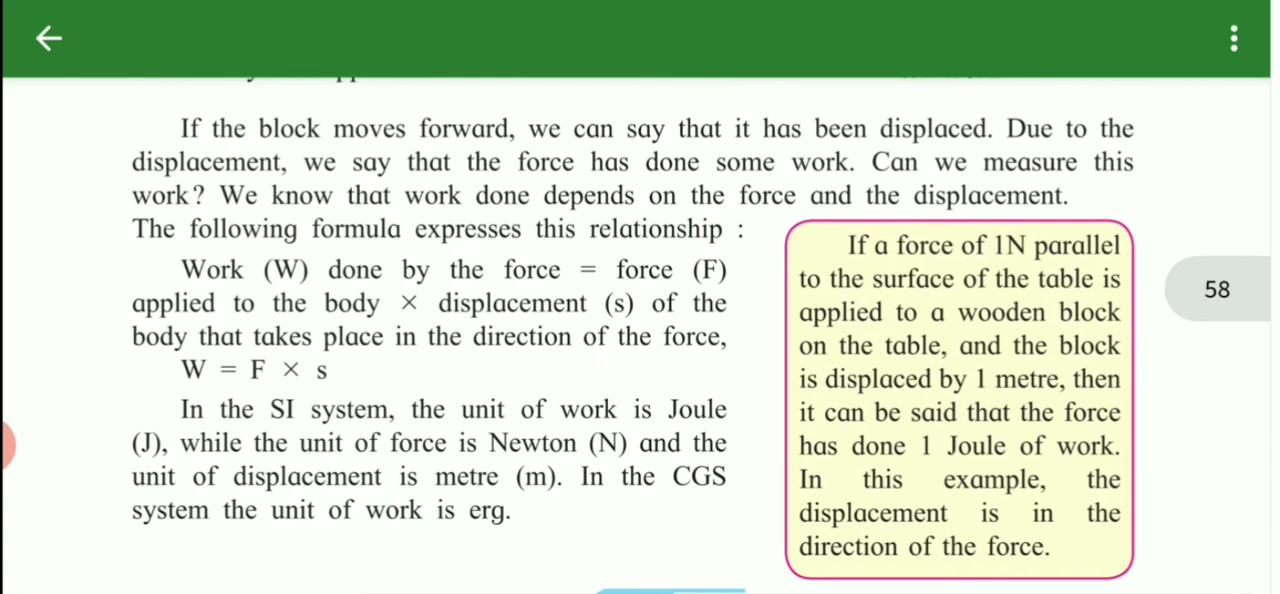 If the block moves forward, we can say that it has been displaced. Due to the
displacement, we say that the force has done some work. Can we measure this
work? We know that work done depends on the force and the displacement.
The following formula expresses this relationship :
Work (W) done by the force = force (F)
applied to the body × displacement (s) of the
body that takes place in the direction of the force,
W = F × s
In the SI system, the unit of work is Joule
(J), while the unit of force is Newton (N) and the
unit of displacement is metre (m). In the CGS
system the unit of work is erg.
If a force of 1N parallel
to the surface of the table is
applied to a wooden block
on the table, and the block
is displaced by 1 metre, then
it can be said that the force
has done 1 Joule of work.
In this example, the
displacement is in the
direction of the force.
58